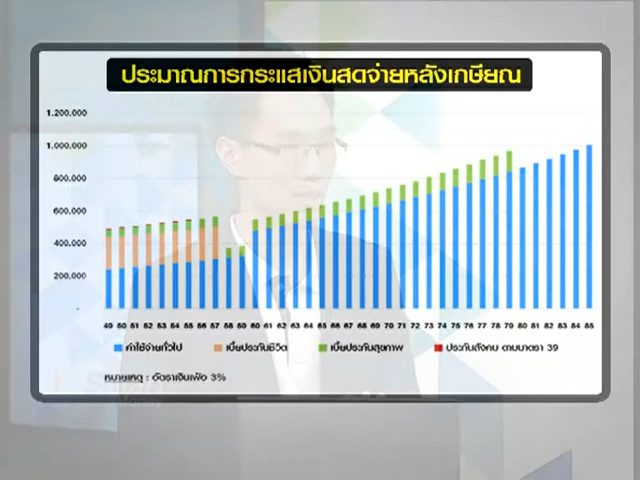 ประมาณการกระแสเงินสดจ่ายหลังเกษียณ
1,200,000
1,000,000
800,000
600,000
400,000
200,000
49 50 51 52 53 54 55 56 57 58 59 60 61 62 63 64 65 66 67 68 69 70 71 72 73 74 75 76 77 78 79 80 81 82 83 84 85
ค่าใช้จ่ายทั่วไป เบี้ยประกันชีวิต เบี้ยประกันสุขภาพ ประกันสังคม ตามมาตรา 39
หมายเหตุ : อัตราเงินเฟ้อ 3%